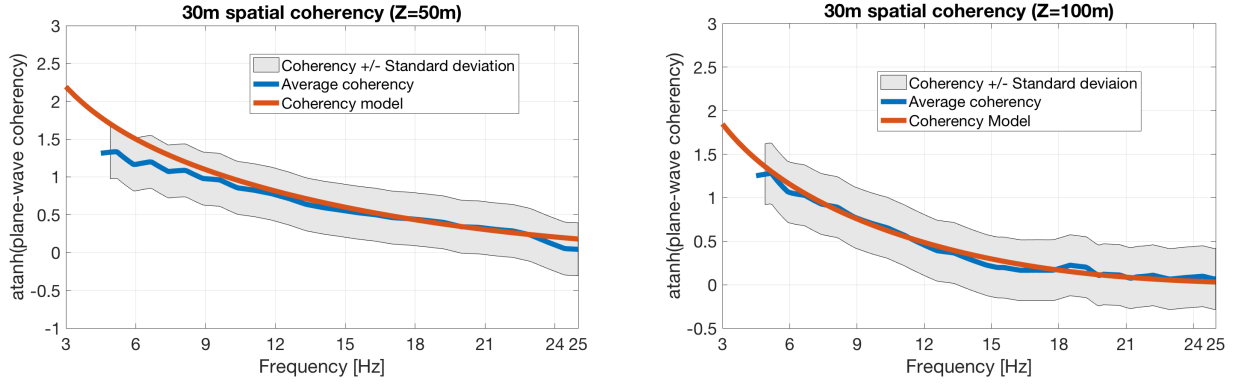 30m spatial coherency (Z=50m)
atanh(plane-wave coherency)
3
2.5
2
1.5
1
0.5
0
-0.5
-1
Coherency +/- Standard deviation
Average coherency
Coherency model
3 6 9 12 15 18 21 24 25
Frequency [Hz]
30m spatial coherency (Z=100m)
atanh(plane-wave coherency)
3
2.5
2
1.5
1
0.5
0
-0.5
Coherency +/- Standard deviaion
Average coherency
Coherency Model
3 6 9 12 15 18 21 24 25
Frequency [Hz]